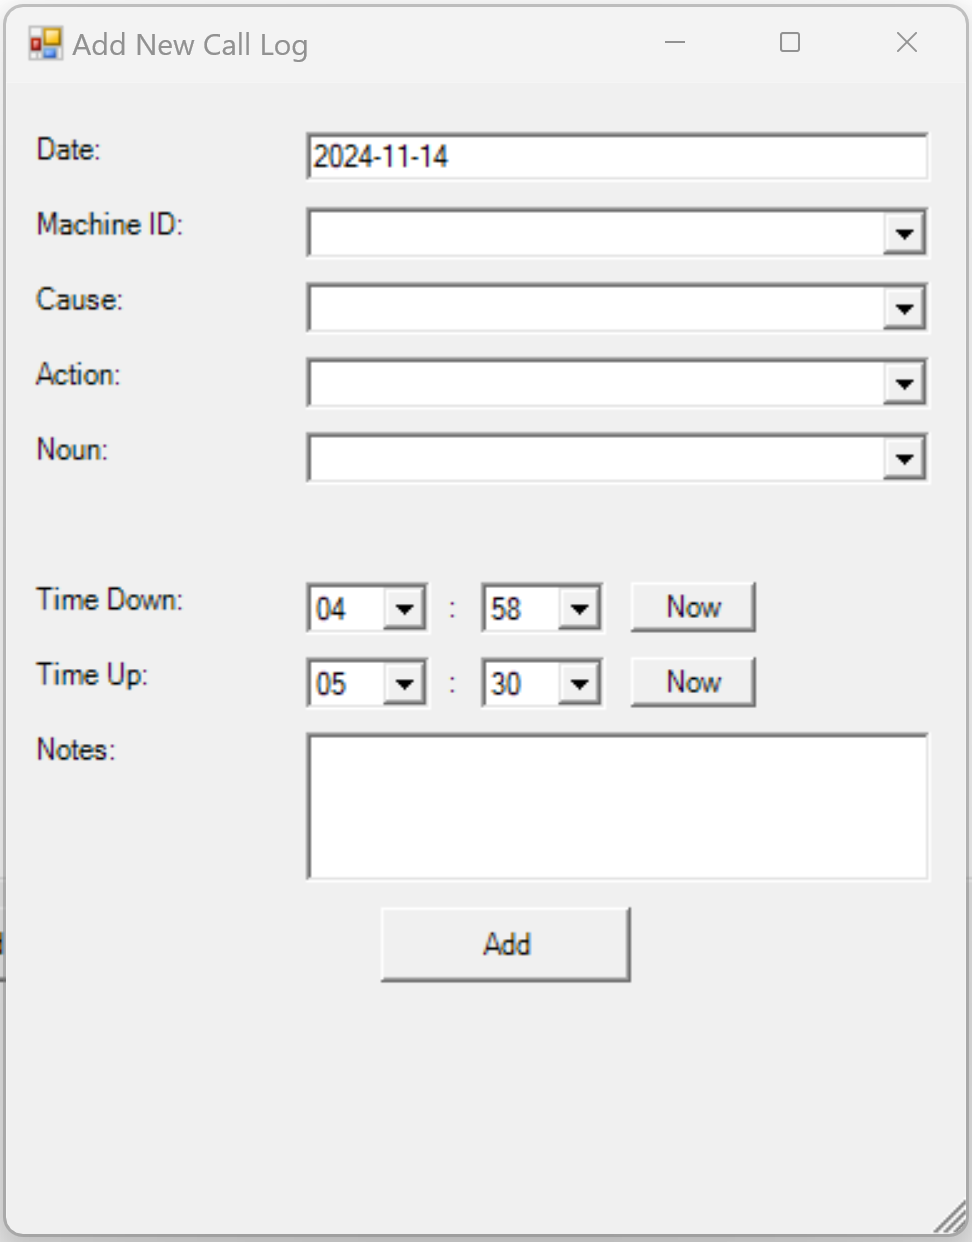 Add New Call Log
Date: 2024-11-14
Machine ID:
Cause:
Action:
Noun:
Time Down: 04 : 58 Now
Time Up: 05 : 30 Now
Notes:
Add